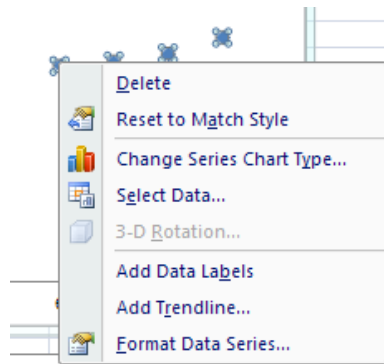 Delete
Reset to Match Style
Change Series Chart Type...
Select Data...
3-D Rotation...
Add Data Labels
Add Trendline...
Format Data Series...